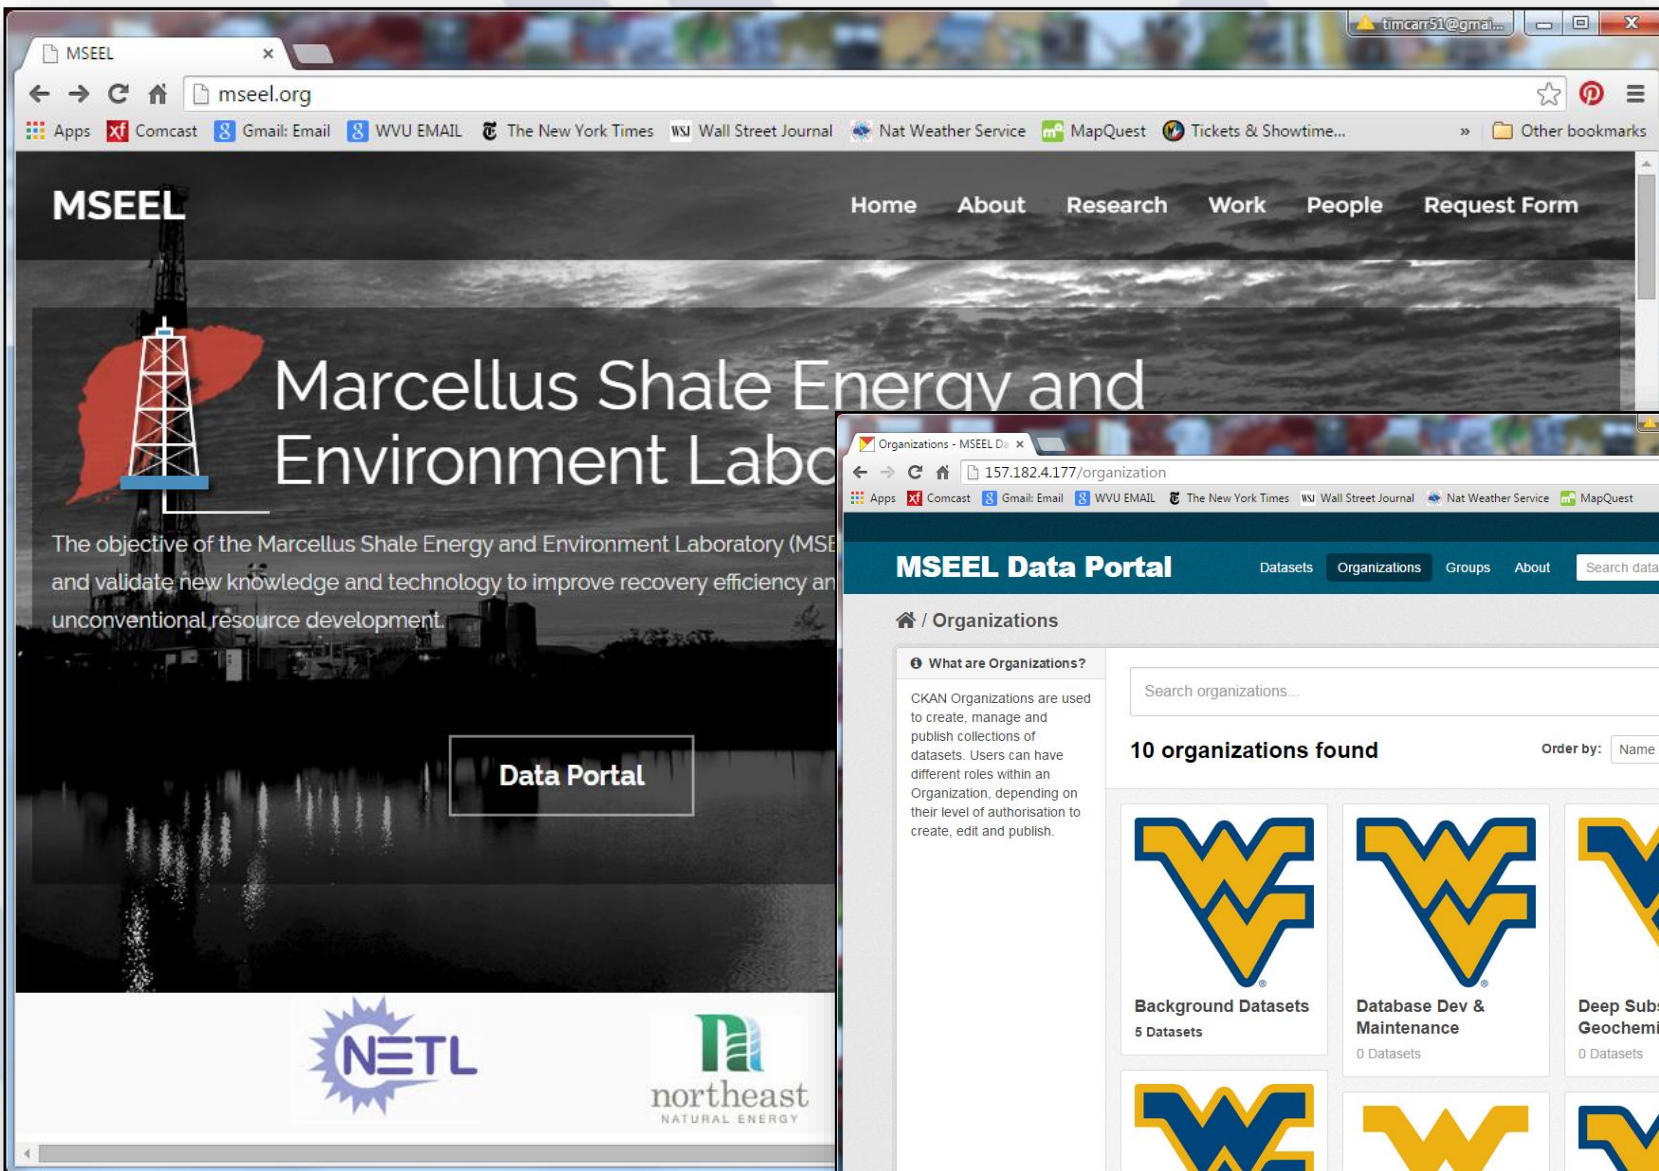 timcarr51@gmai...
MSEEL
mseel.org
Apps Comcast Gmail: Email WVU EMAIL The New York Times WSJ Wall Street Journal Nat Weather Service MapQuest Tickets & Showtime... » Other bookmarks
MSEEL
Home About Research Work People Request Form
Marcellus Shale Energy and
Environment Labo
The objective of the Marcellus Shale Energy and Environment Laboratory (MSE
and validate new knowledge and technology to improve recovery efficiency an
unconventional resource development.
Data Portal
NETL
northeast
NATURAL ENERGY
Organizations - MSEEL Da
157.182.4.177/organization
Apps Comcast Gmail: Email WVU EMAIL The New York Times WSJ Wall Street Journal Nat Weather Service MapQuest
MSEEL Data Portal
Datasets Organizations Groups About Search data
/ Organizations
What are Organizations?
CKAN Organizations are used
to create, manage and
publish collections of
datasets. Users can have
different roles within an
Organization, depending on
their level of authorisation to
create, edit and publish.
Search organizations...
10 organizations found
Order by: Name
Background Datasets
5 Datasets
Database Dev &
Maintenance
0 Datasets
Deep Subs
Geochemi
0 Datasets